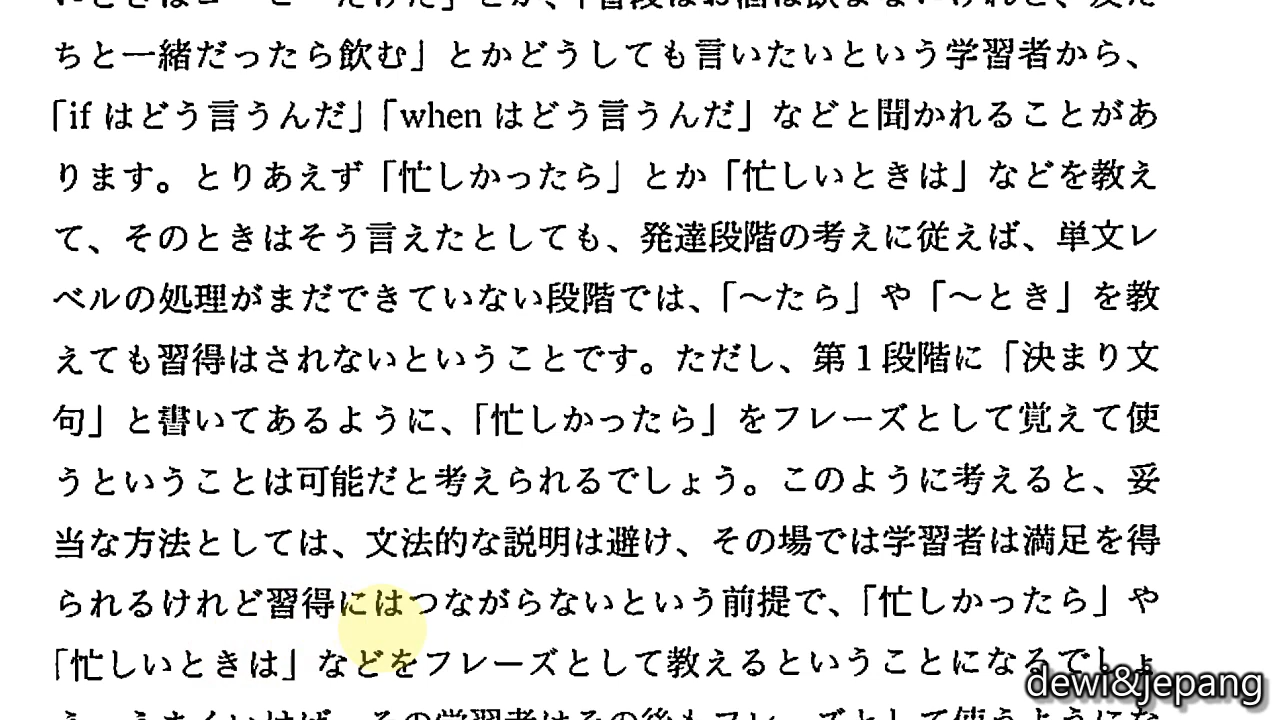 ちと一緒だったら飲む」とかどうしても言いたいという学習者から、
「if はどう言うんだ」「when はどう言うんだ」などと聞かれることがあ
ります。とりあえず「忙しかったら」とか「忙しいときは」などを教え
て、そのときはそう言えたとしても、発達段階の考えに従えば、単文レ
ベルの処理がまだできていない段階では、「〜たら」や「〜とき」を教
えても習得はされないということです。ただし、第1段階に「決まり文
句」と書いてあるように、「忙しかったら」をフレーズとして覚えて使
うということは可能だと考えられるでしょう。このように考えると、妥
当な方法としては、文法的な説明は避け、その場では学習者は満足を得
られるけれど習得にはつながらないという前提で、「忙しかったら」や
「忙しいときは」などをフレーズとして教えるということになるでしょ
dewi&jepang